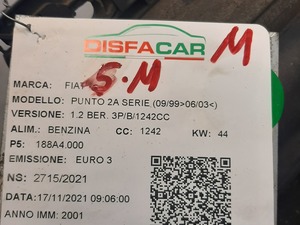 DISFACAR M
MARCA: FIAT S.M
MODELLO: PUNTO 2A SERIE (09/99>06/03<)
VERSIONE: 1.2 BER. 3P/B/1242CC
ALIM.: BENZINA CC: 1242 KW: 44
P5: 188A4.000
EMISSIONE: EURO 3
NS: 2715/2021
DATA:17/11/2021 09:06:00
ANNO IMM: 2001